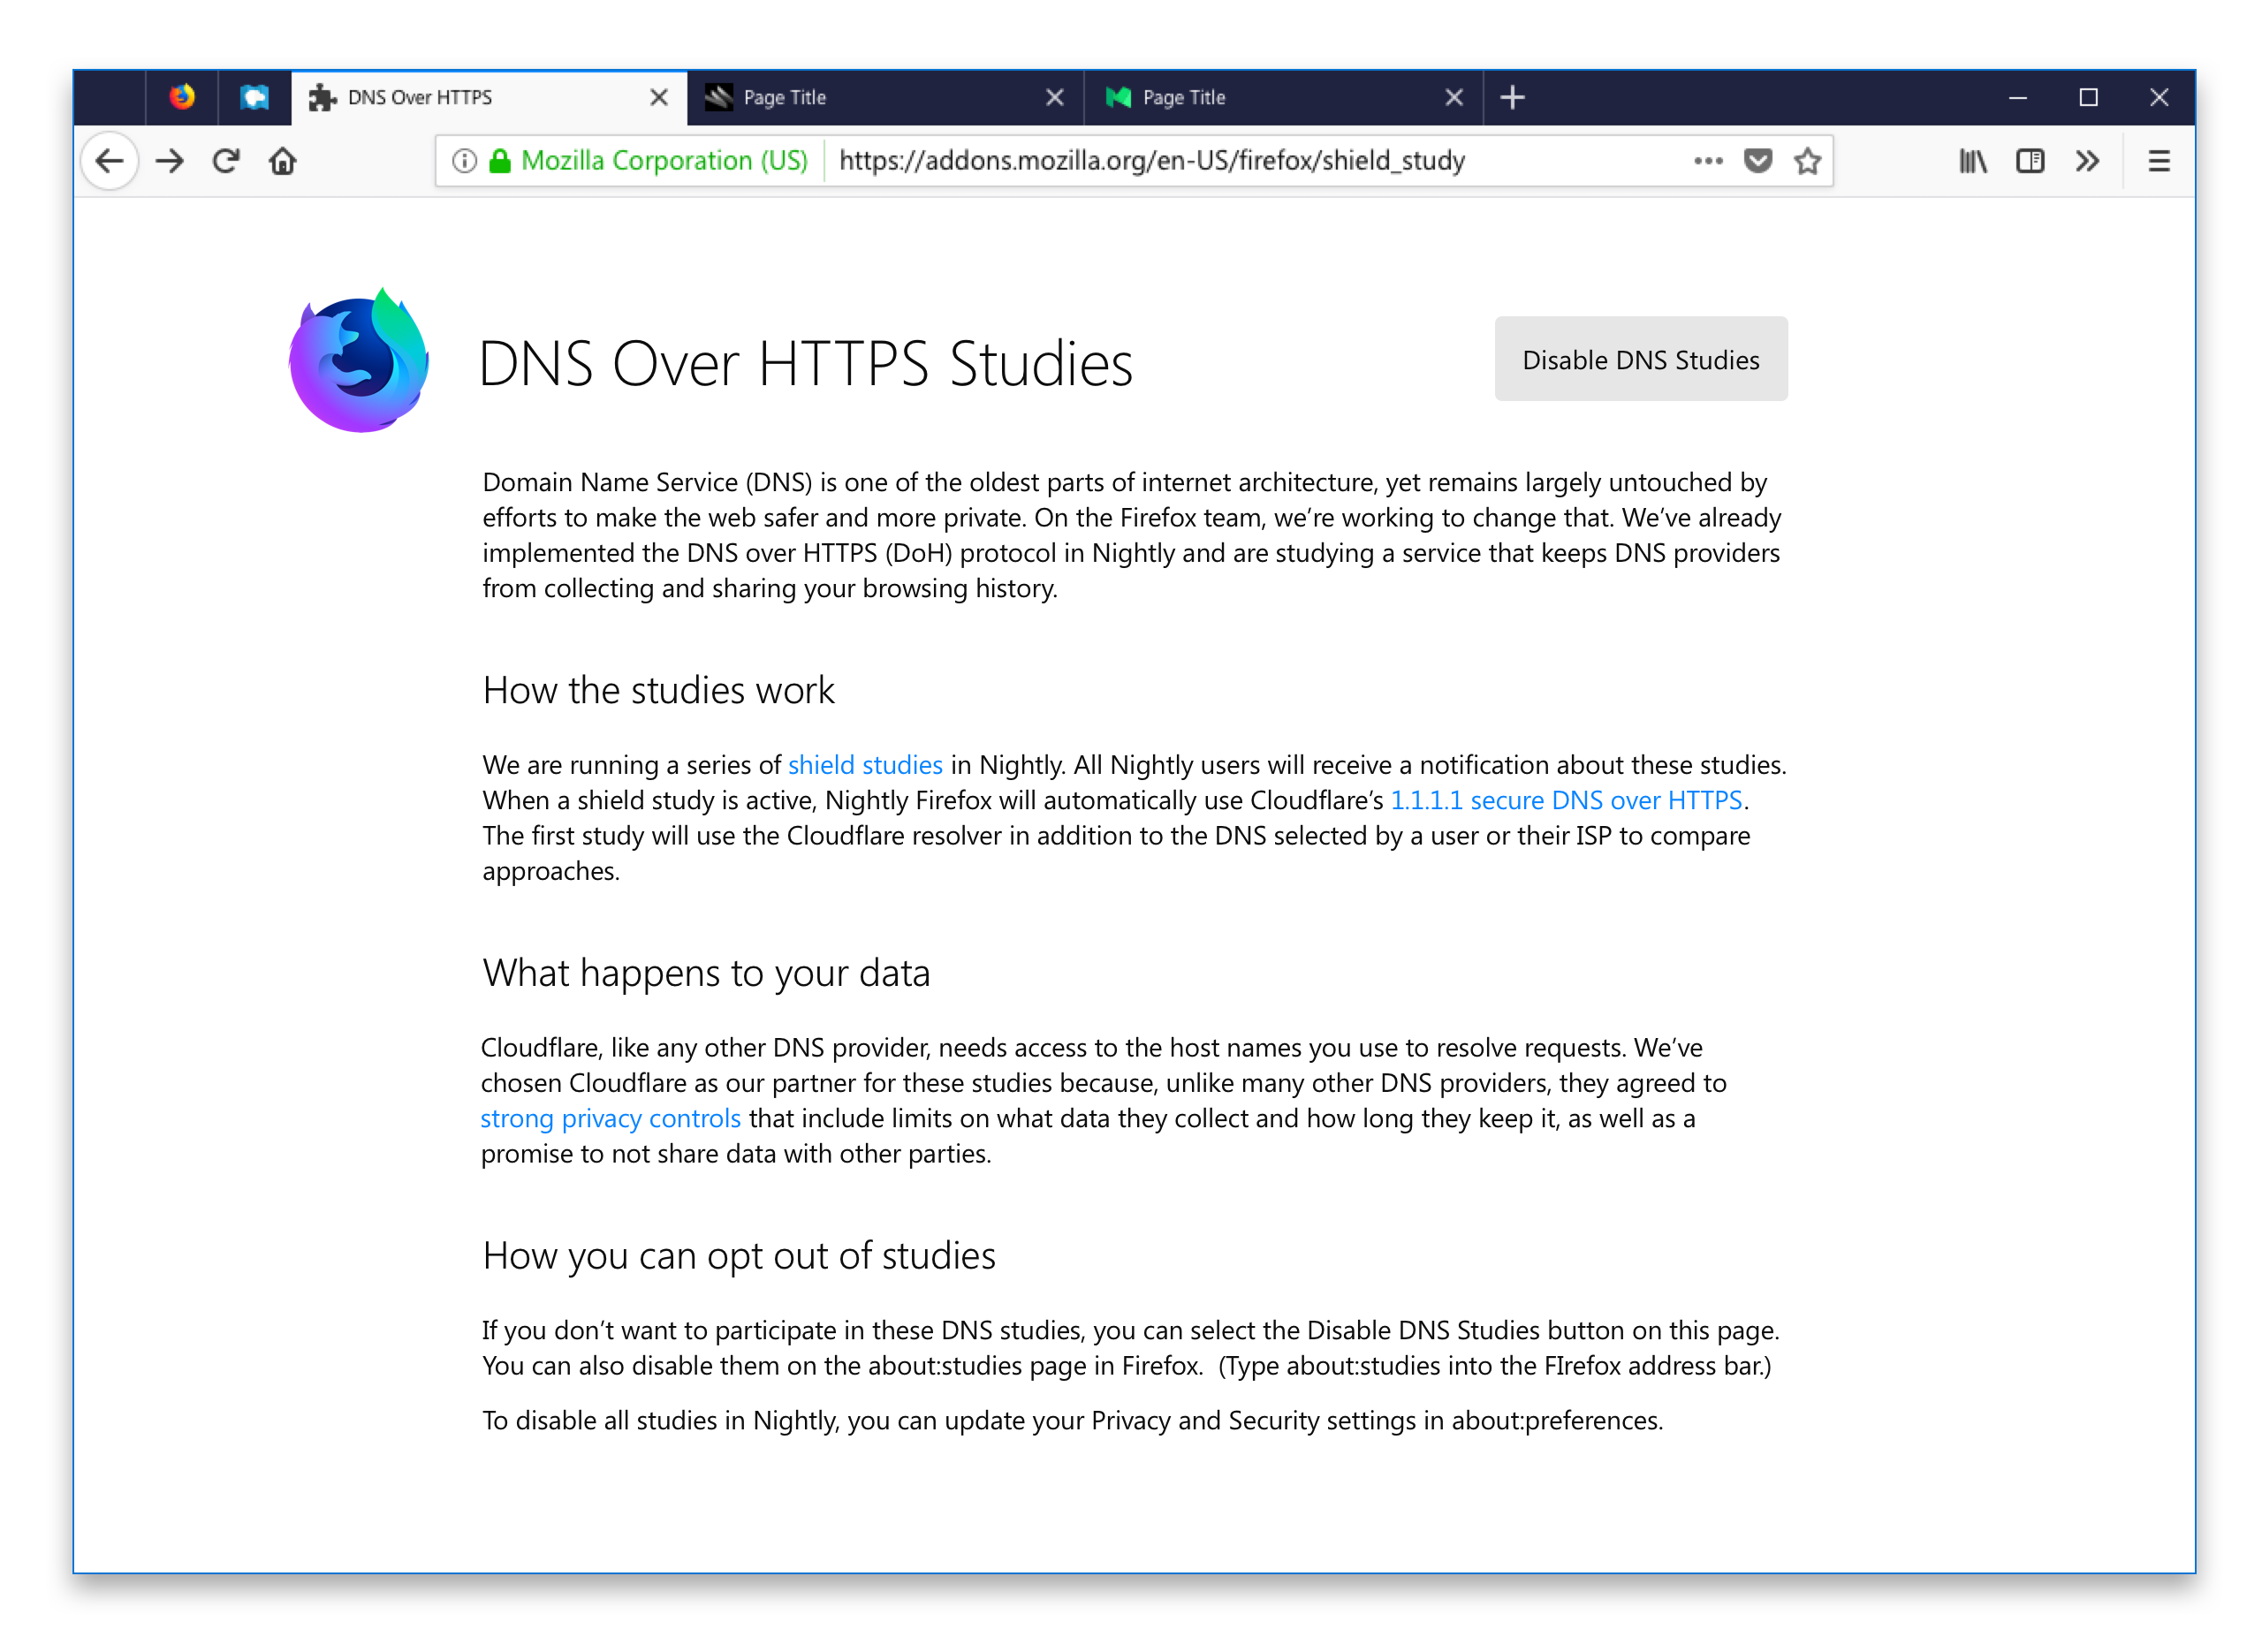 DNS Over HTTPS
Page Title
Page Title
Mozilla Corporation (US)
https://addons.mozilla.org/en-US/firefox/shield_study
DNS Over HTTPS Studies
Disable DNS Studies
Domain Name Service (DNS) is one of the oldest parts of internet architecture, yet remains largely untouched by
efforts to make the web safer and more private. On the Firefox team, we’re working to change that. We’ve already
implemented the DNS over HTTPS (DoH) protocol in Nightly and are studying a service that keeps DNS providers
from collecting and sharing your browsing history.
How the studies work
We are running a series of shield studies in Nightly. All Nightly users will receive a notification about these studies.
When a shield study is active, Nightly Firefox will automatically use Cloudflare’s 1.1.1.1 secure DNS over HTTPS.
The first study will use the Cloudflare resolver in addition to the DNS selected by a user or their ISP to compare
approaches.
What happens to your data
Cloudflare, like any other DNS provider, needs access to the host names you use to resolve requests. We’ve
chosen Cloudflare as our partner for these studies because, unlike many other DNS providers, they agreed to
strong privacy controls that include limits on what data they collect and how long they keep it, as well as a
promise to not share data with other parties.
How you can opt out of studies
If you don’t want to participate in these DNS studies, you can select the Disable DNS Studies button on this page.
You can also disable them on the about:studies page in Firefox.  (Type about:studies into the FIrefox address bar.)
To disable all studies in Nightly, you can update your Privacy and Security settings in about:preferences.